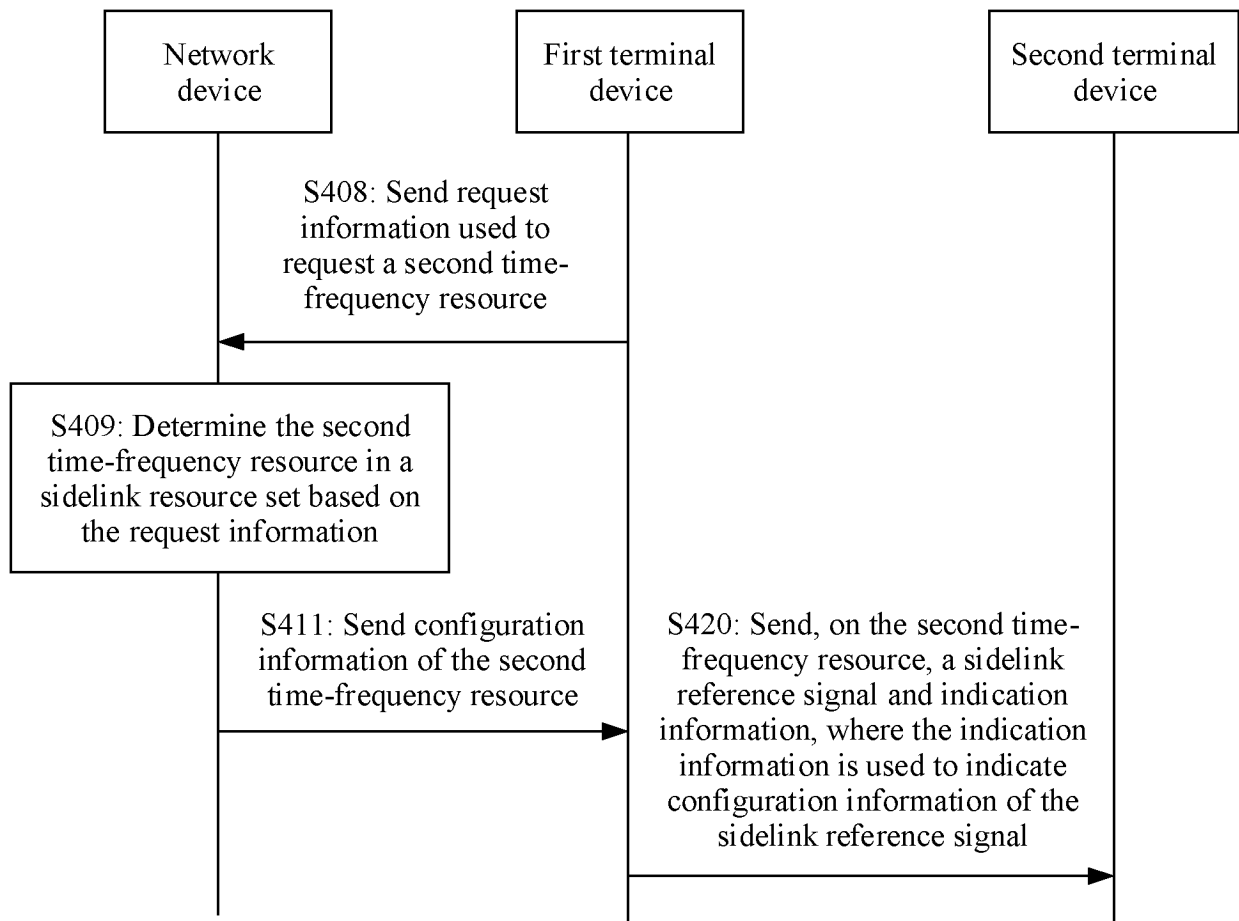 Network
device
First terminal
device
Second terminal
device
S408: Send request
information used to
request a second time-
frequency resource
S409: Determine the second
time-frequency resource in a
sidelink resource set based on
the request information
S411: Send configuration
information of the second
time-frequency resource
S420: Send, on the second time-
frequency resource, a sidelink
reference signal and indication
information, where the indication
information is used to indicate
configuration information of the
sidelink reference signal